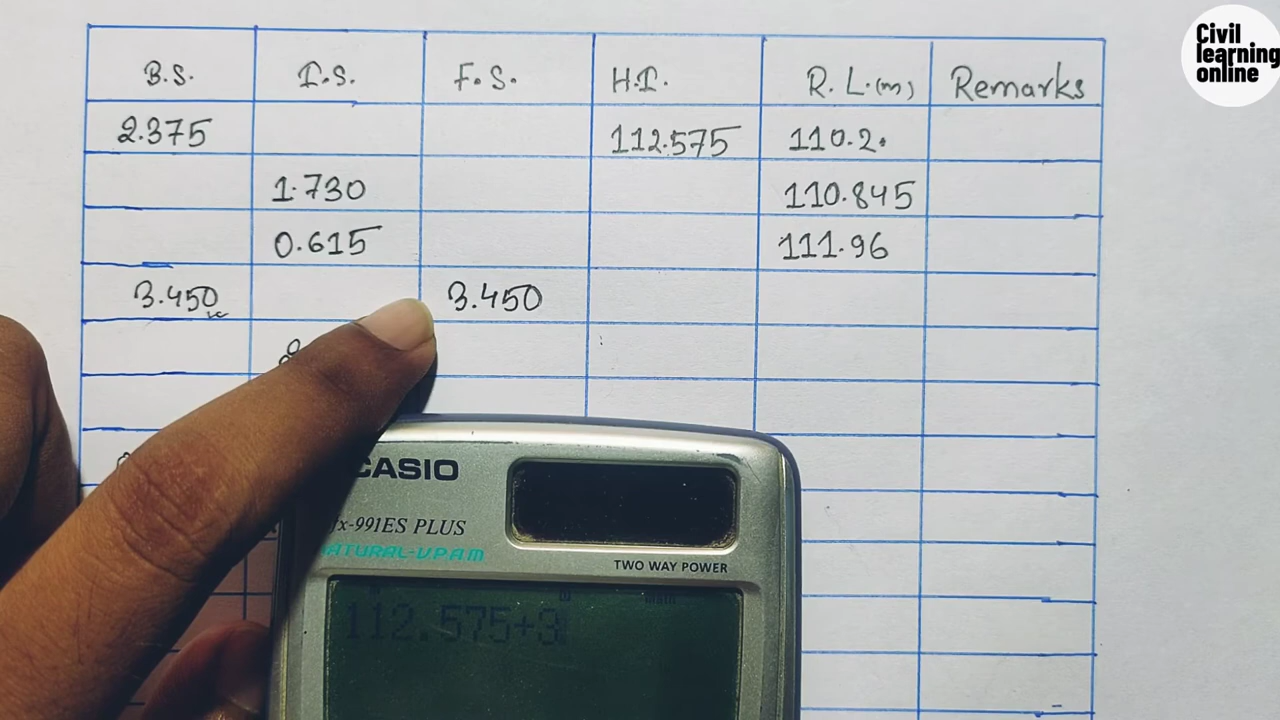 Civil
learning
online
B.S. I.S. F.S. H.I. R.L.(m) Remarks
2.375 112.575 110.2.
1.730 110.845
0.615 111.96
3.450 3.450
CASIO
fx-991ES PLUS
NATURAL-V.P.A.M
TWO WAY POWER
Math
112.575+3